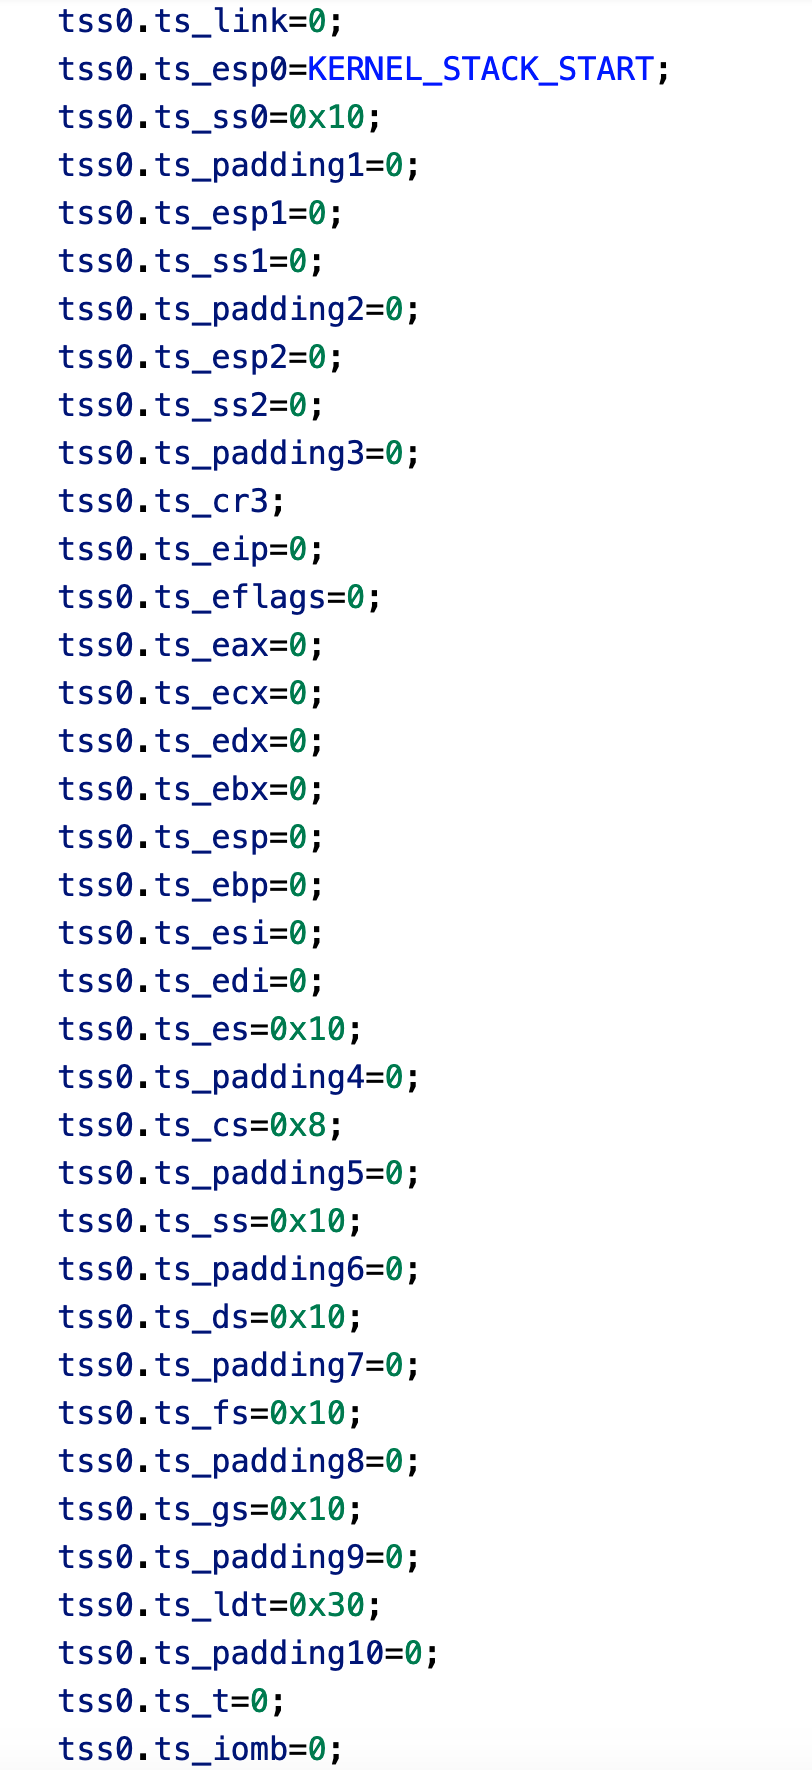 tss0.ts_link=0;
tss0.ts_esp0=KERNEL_STACK_START;
tss0.ts_ss0=0x10;
tss0.ts_padding1=0;
tss0.ts_esp1=0;
tss0.ts_ss1=0;
tss0.ts_padding2=0;
tss0.ts_esp2=0;
tss0.ts_ss2=0;
tss0.ts_padding3=0;
tss0.ts_cr3;
tss0.ts_eip=0;
tss0.ts_eflags=0;
tss0.ts_eax=0;
tss0.ts_ecx=0;
tss0.ts_edx=0;
tss0.ts_ebx=0;
tss0.ts_esp=0;
tss0.ts_ebp=0;
tss0.ts_esi=0;
tss0.ts_edi=0;
tss0.ts_es=0x10;
tss0.ts_padding4=0;
tss0.ts_cs=0x8;
tss0.ts_padding5=0;
tss0.ts_ss=0x10;
tss0.ts_padding6=0;
tss0.ts_ds=0x10;
tss0.ts_padding7=0;
tss0.ts_fs=0x10;
tss0.ts_padding8=0;
tss0.ts_gs=0x10;
tss0.ts_padding9=0;
tss0.ts_ldt=0x30;
tss0.ts_padding10=0;
tss0.ts_t=0;
tss0.ts_iomb=0;